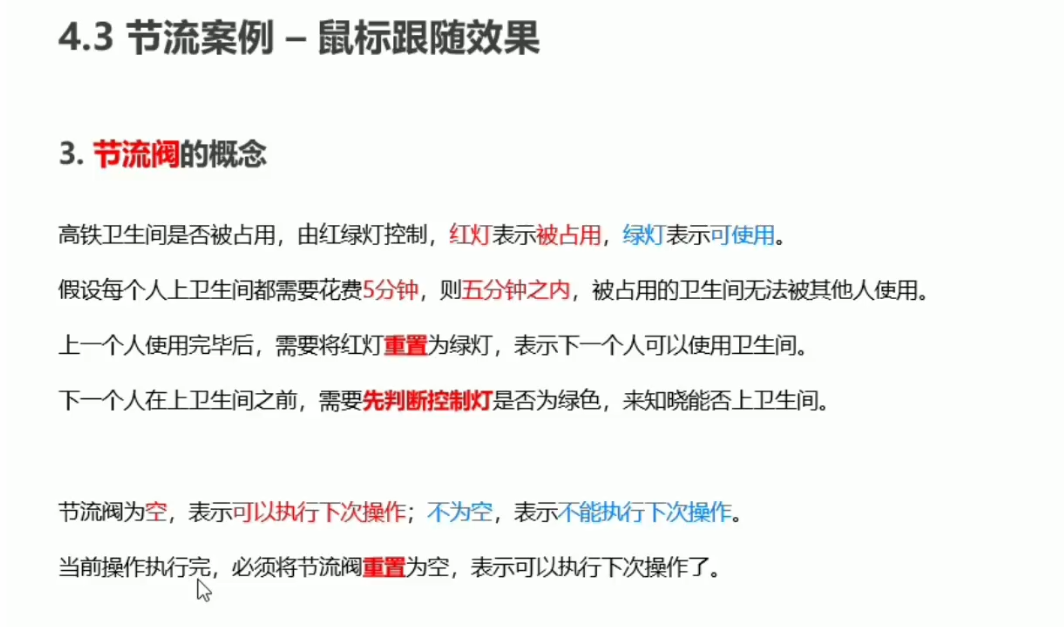 4.3 节流案例 – 鼠标跟随效果
3. 节流阀的概念
高铁卫生间是否被占用，由红绿灯控制，红灯表示被占用，绿灯表示可使用。
假设每个人上卫生间都需要花费5分钟，则五分钟之内，被占用的卫生间无法被其他人使用。
上一个人使用完毕后，需要将红灯重置为绿灯，表示下一个人可以使用卫生间。
下一个人在上卫生间之前，需要先判断控制灯是否为绿色，来知晓能否上卫生间。
节流阀为空，表示可以执行下次操作；不为空，表示不能执行下次操作。
当前操作执行完，必须将节流阀重置为空，表示可以执行下次操作了。